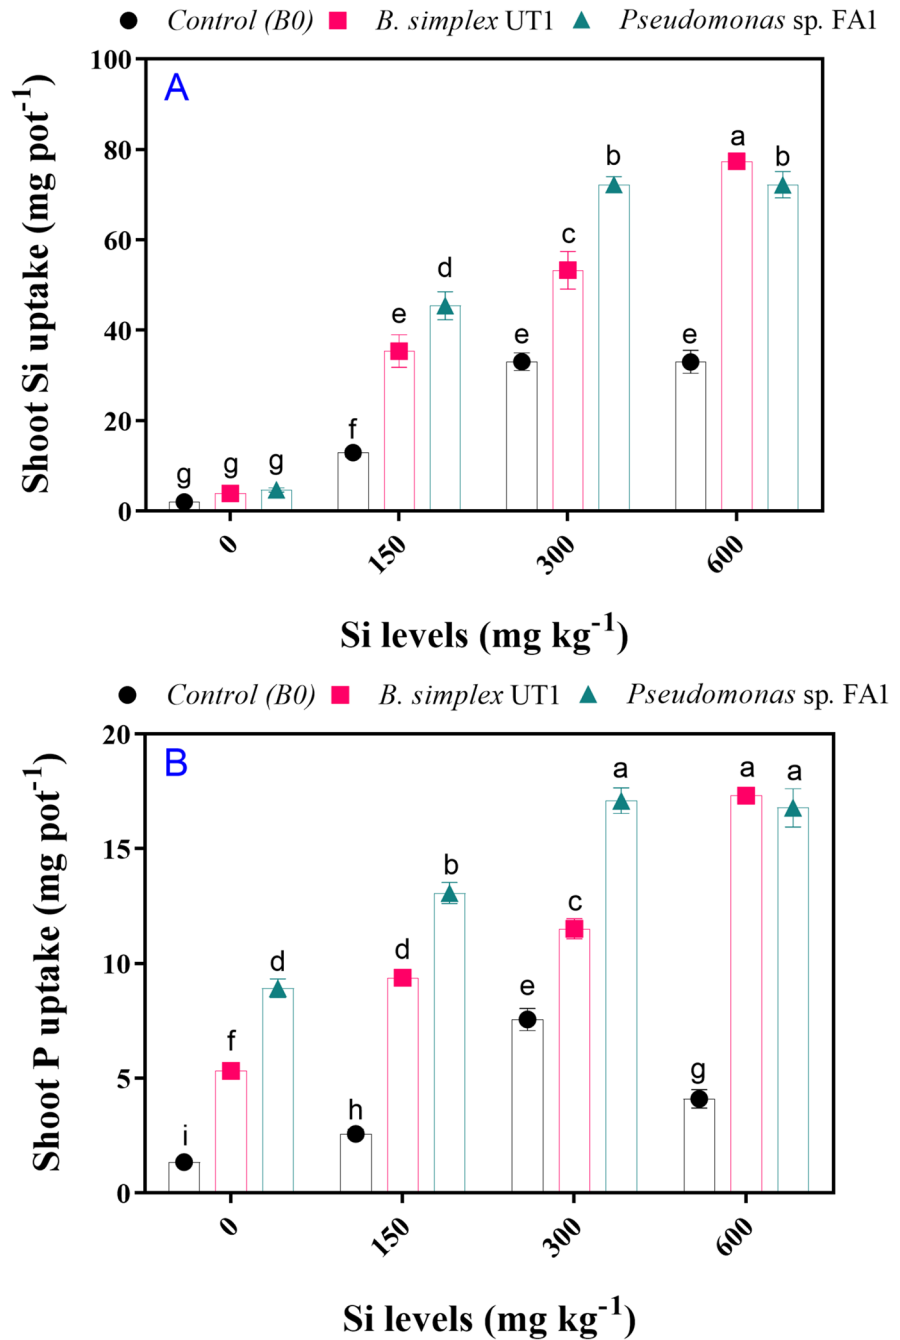 Control (B0) B. simplex UT1 Pseudomonas sp. FA1
A
Shoot Si uptake (mg pot⁻¹)
100
80
60
40
20
0
g g g f e d e c b e a b
0 150 300 600
Si levels (mg kg⁻¹)
Control (B0) B. simplex UT1 Pseudomonas sp. FA1
B
Shoot P uptake (mg pot⁻¹)
20
15
10
5
0
i f d h d b e c a g a a
0 150 300 600
Si levels (mg kg⁻¹)